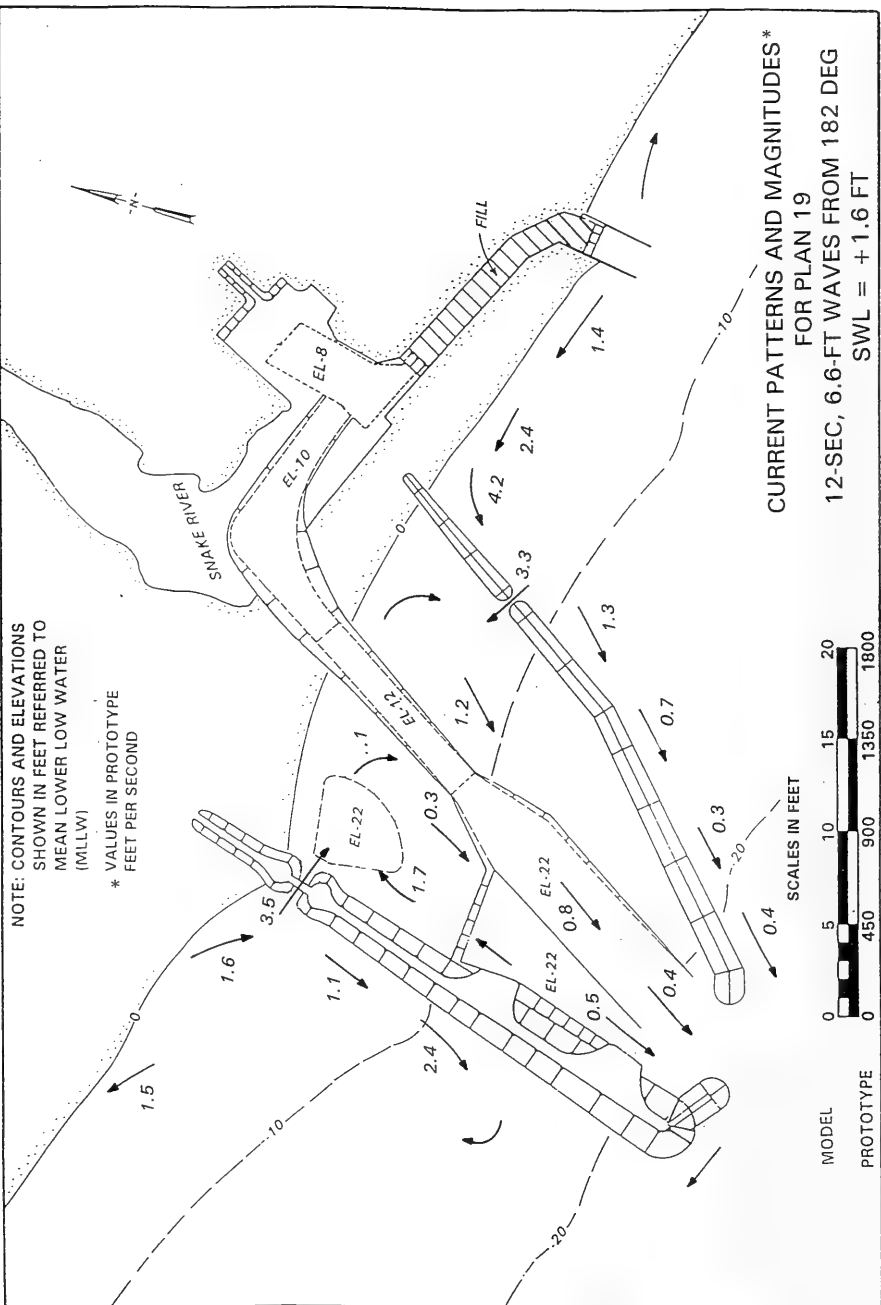 NOTE: CONTOURS AND ELEVATIONS
SHOWN IN FEET REFERRED TO
MEAN LOWER LOW WATER
(MLLW)
* VALUES IN PROTOTYPE
FEET PER SECOND
-N-
SNAKE RIVER
EL-8
EL-10
FILL
0
EL-12
EL-22
..1
3.5
1.7
0.3
1.6
1.1
0
1.5
2.4
-10
-20
EL-22
EL-22
0.8
0.5
0.4
1.2
3.3
4.2
2.4
1.4
1.3
0.7
0.3
0.4
-10
-20
CURRENT PATTERNS AND MAGNITUDES*
FOR PLAN 19
12-SEC, 6.6-FT WAVES FROM 182 DEG
SWL = +1.6 FT
SCALES IN FEET
MODEL 0 5 10 15 20
PROTOTYPE 0 450 900 1350 1800